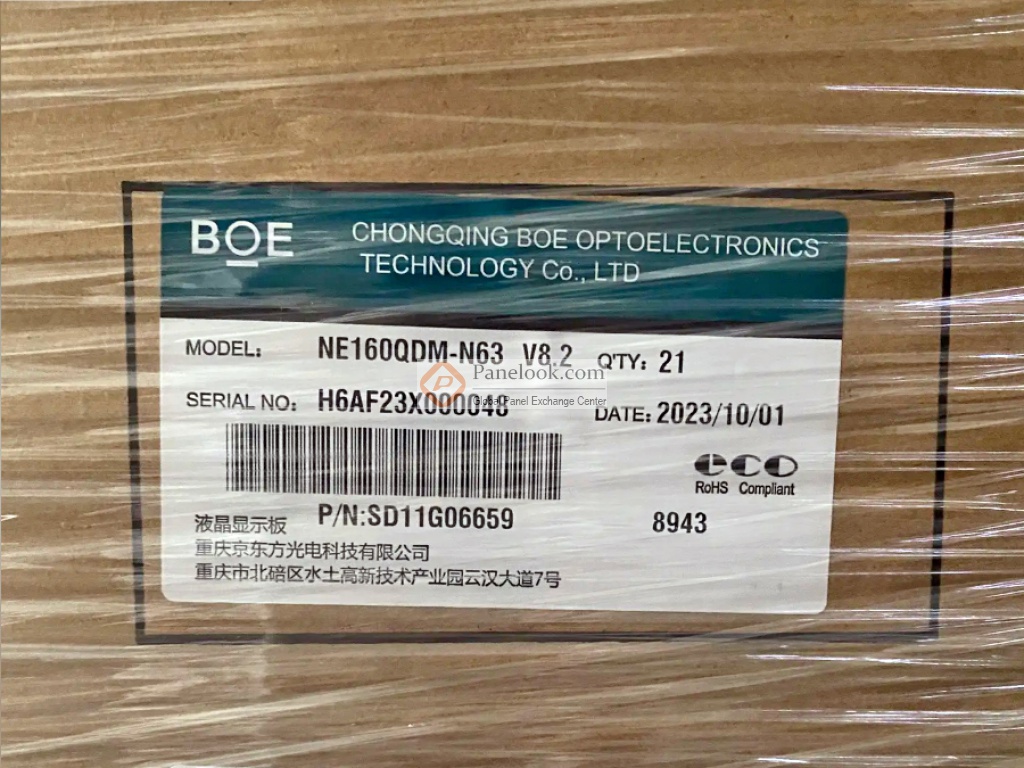 BOE
CHONGQING BOE OPTOELECTRONICS
TECHNOLOGY Co., LTD
MODEL: NE160QDM-N63 V8.2 Q'TY: 21
Panelook.com
Global Panel Exchange Center
SERIAL NO: H6AF23X000048 DATE: 2023/10/01
eco
RoHS Compliant
P/N:SD11G06659 8943
液晶显示板
重庆京东方光电科技有限公司
重庆市北碚区水土高新技术产业园云汉大道7号